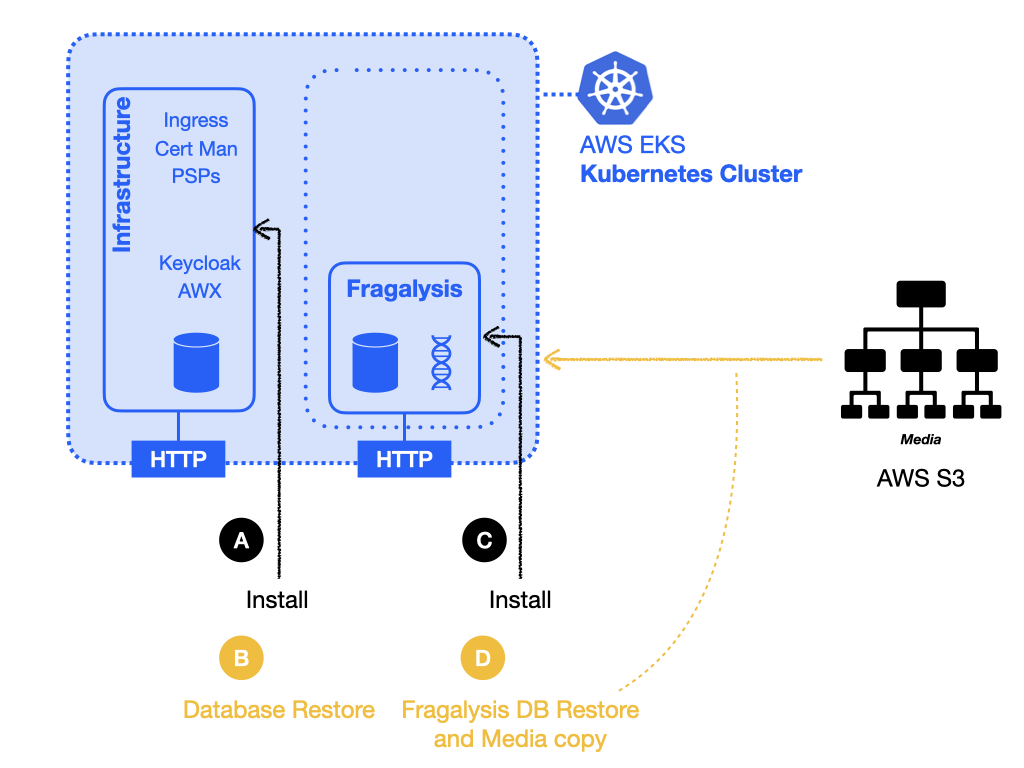 Infrastructure
Ingress
Cert Man
PSPs
Keycloak
AWX
HTTP
Fragalysis
HTTP
AWS EKS
Kubernetes Cluster
Media
AWS S3
A
Install
B
Database Restore
C
Install
D
Fragalysis DB Restore
and Media copy